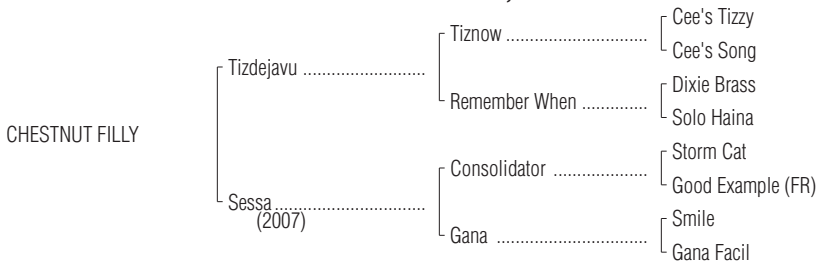 Cee's Tizzy
Tiznow ..............................
Cee's Song
Tizdejavu ..........................
Dixie Brass
Remember When ..............
Solo Haina
CHESTNUT FILLY
Storm Cat
Consolidator ....................
Good Example (FR)
Sessa................................
(2007)
Smile
Gana ................................
Gana Facil